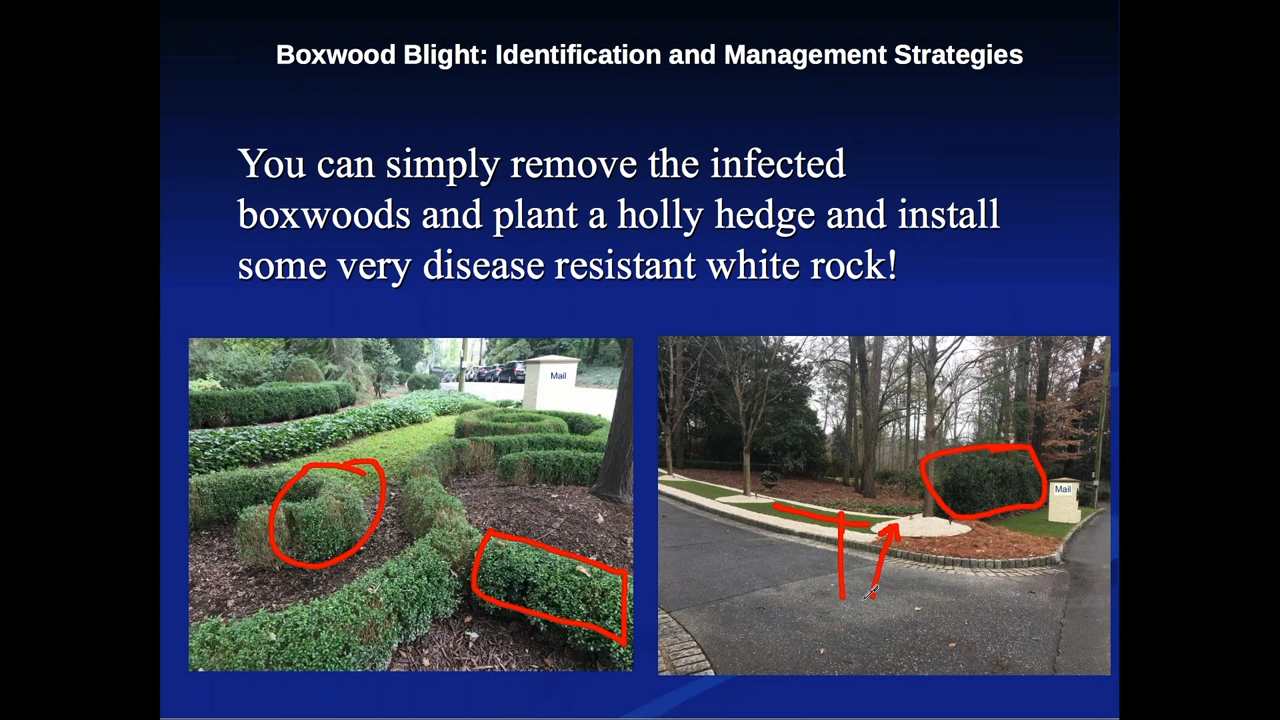 Boxwood Blight: Identification and Management Strategies
You can simply remove the infected
boxwoods and plant a holly hedge and install
some very disease resistant white rock!
Mail
Mail